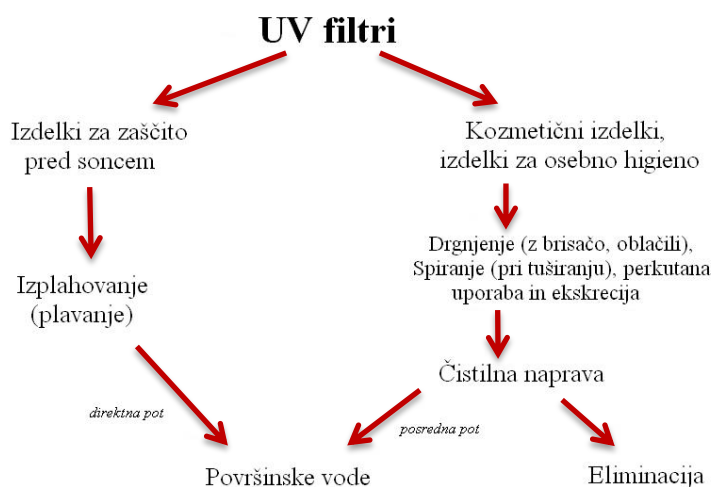 UV filtri
Izdelki za zaščito
pred soncem
Kozmetični izdelki,
izdelki za osebno higieno
Drgnjenje (z brisačo, oblačili),
Spiranje (pri tuširanju), perkutana
uporaba in ekskrecija
Izplahovanje
(plavanje)
Čistilna naprava
direktna pot
posredna pot
Površinske vode
Eliminacija